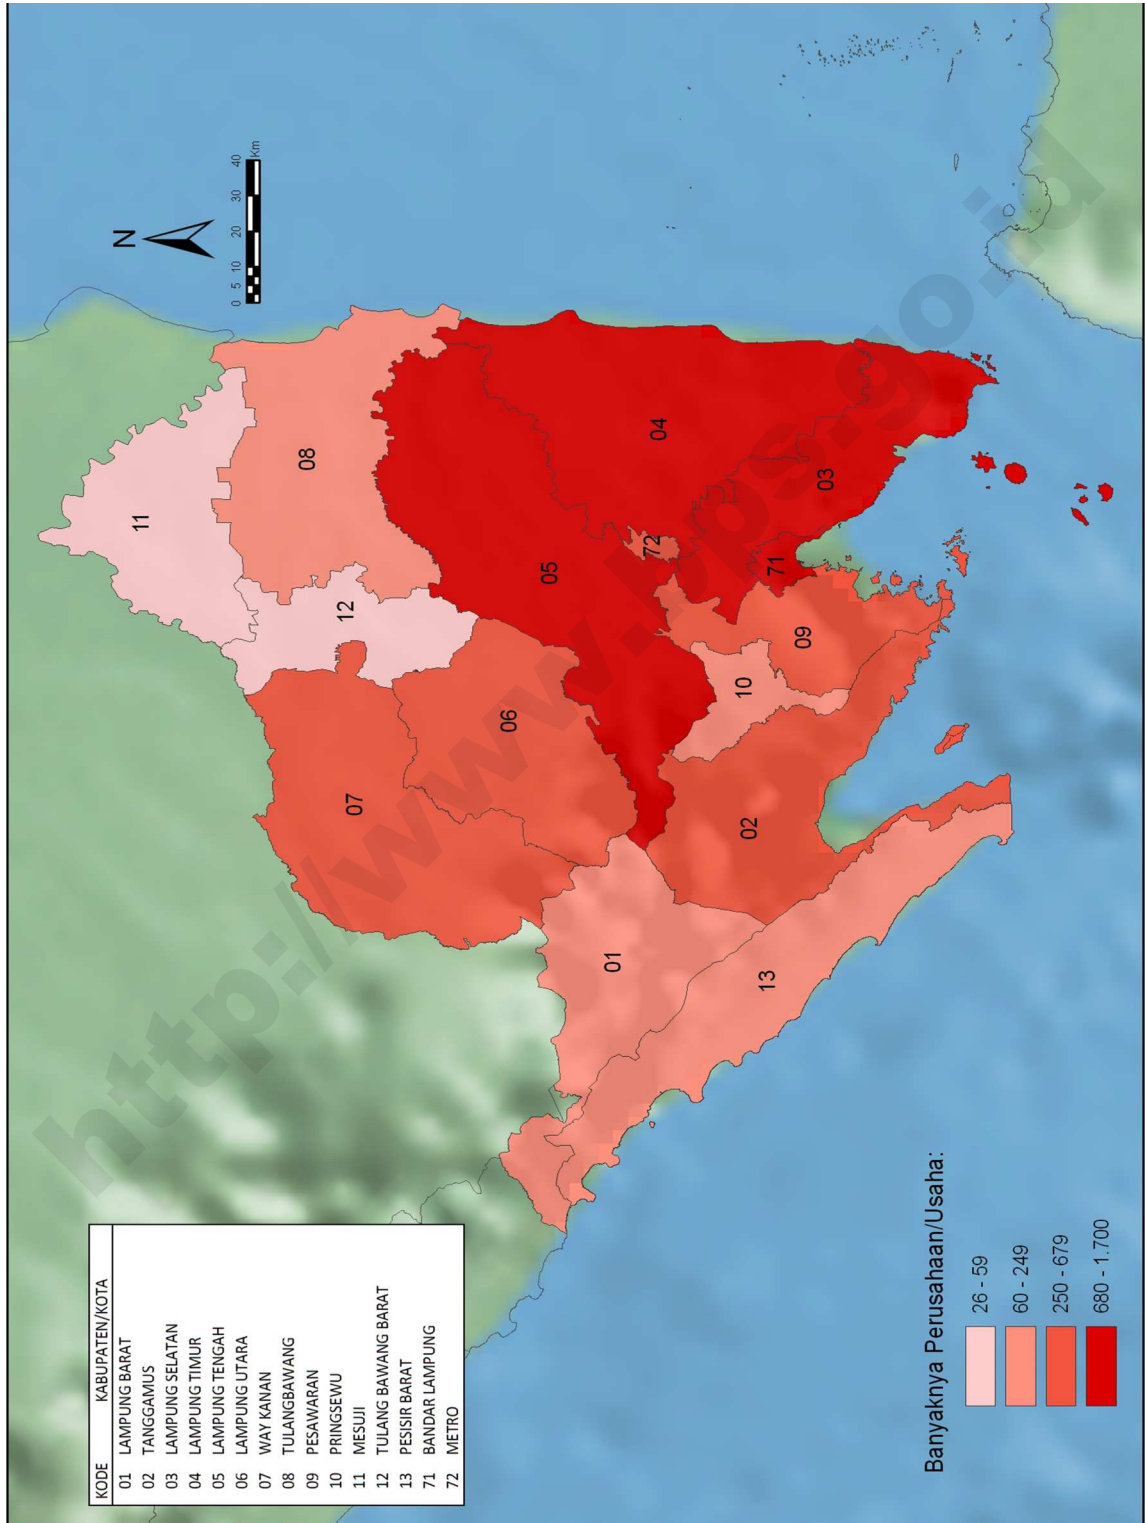 KODE KABUPATEN/KOTA
01 LAMPUNG BARAT
02 TANGGAMUS
03 LAMPUNG SELATAN
04 LAMPUNG TIMUR
05 LAMPUNG TENGAH
06 LAMPUNG UTARA
07 WAY KANAN
08 TULANGBAWANG
09 PESAWARAN
10 PRINGSEWU
11 MESUJI
12 TULANG BAWANG BARAT
13 PESISIR BARAT
71 BANDAR LAMPUNG
72 METRO
N
0 5 10 20 30 40
Km
11
08
12
07
06
05
04
72
03
71
01
10
09
02
13
Banyaknya Perusahaan/Usaha:
26 - 59
60 - 249
250 - 679
680 - 1.700
http://www.bps.go.id